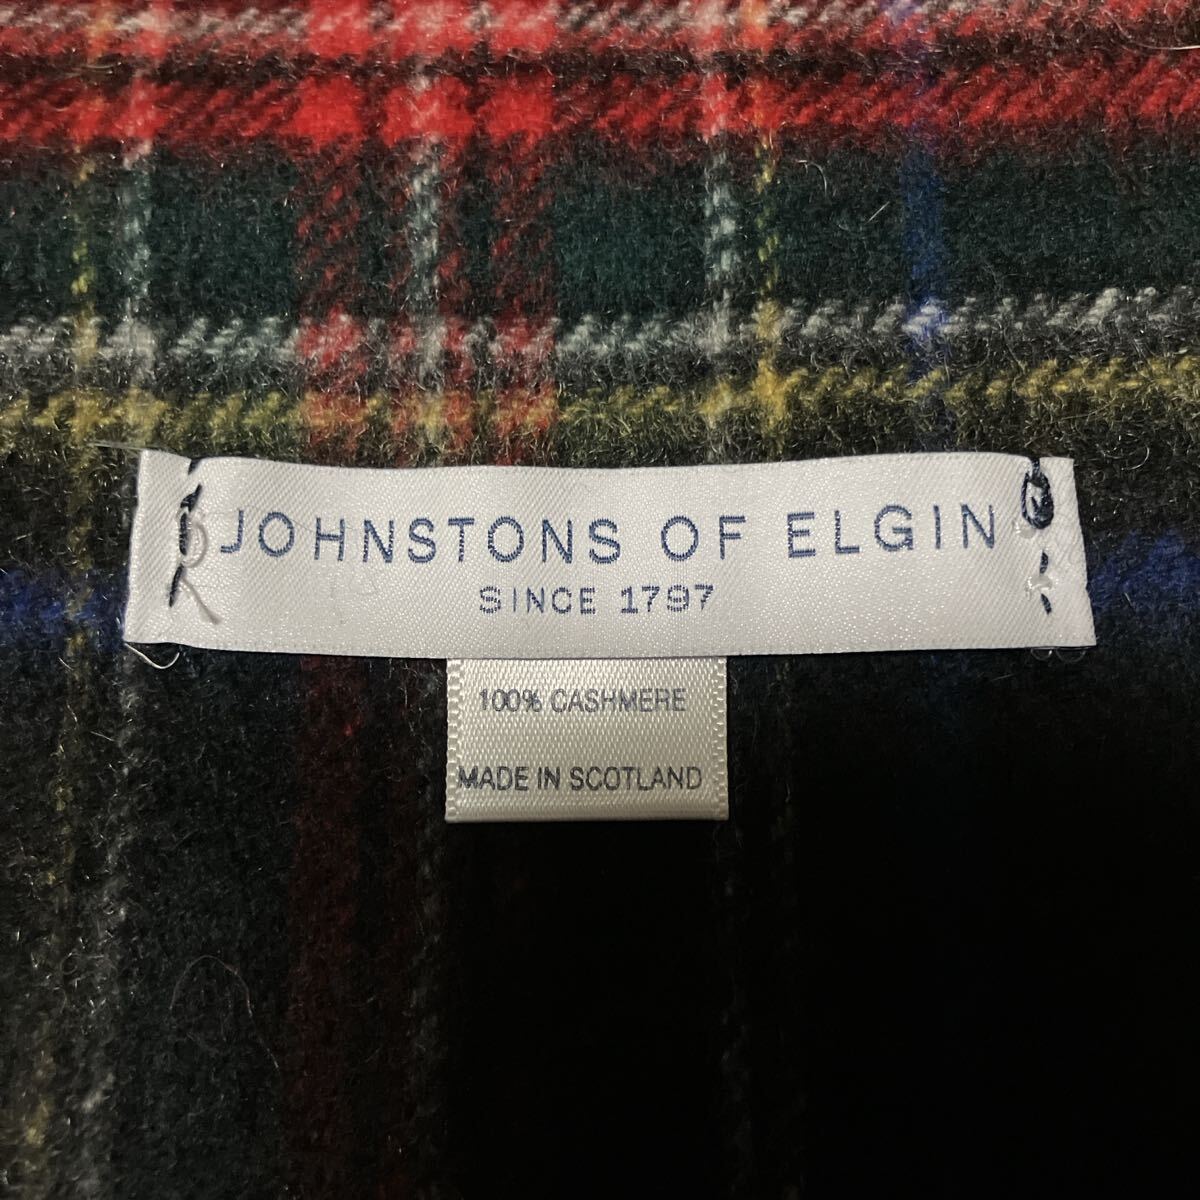 JOHNSTONS OF ELGIN
SINCE 1797
100% CASHMERE
MADE IN SCOTLAND